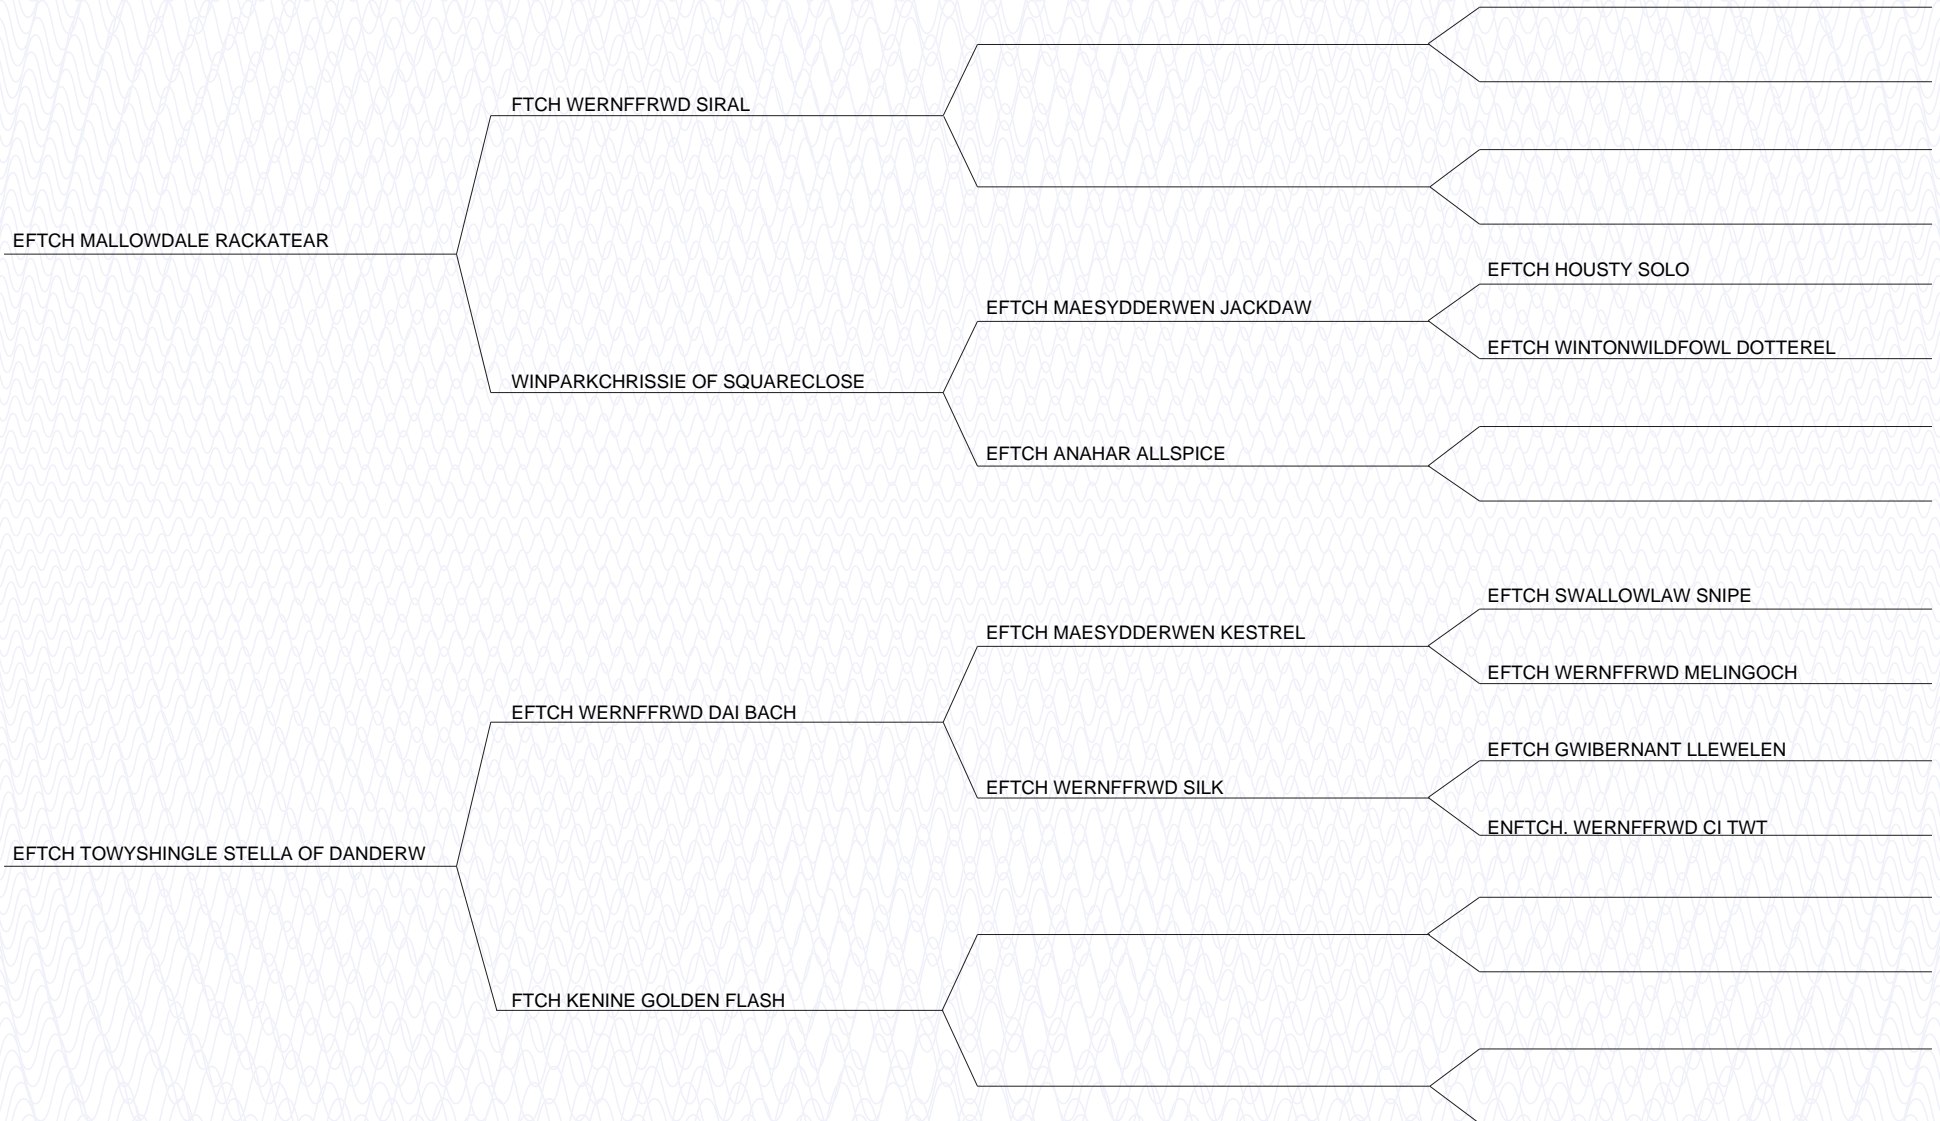 FTCH WERNFFRWD SIRAL
EFTCH MALLOWDALE RACKATEAR
EFTCH HOUSTY SOLO
EFTCH MAESYDDERWEN JACKDAW
EFTCH WINTONWILDFOWL DOTTEREL
WINPARKCHRISSIE OF SQUARECLOSE
EFTCH ANAHAR ALLSPICE
EFTCH SWALLOWLAW SNIPE
EFTCH MAESYDDERWEN KESTREL
EFTCH WERNFFRWD MELINGOCH
EFTCH WERNFFRWD DAI BACH
EFTCH GWIBERNANT LLEWELEN
EFTCH WERNFFRWD SILK
ENFTCH. WERNFFRWD CI TWT
EFTCH TOWYSHINGLE STELLA OF DANDERW
FTCH KENINE GOLDEN FLASH